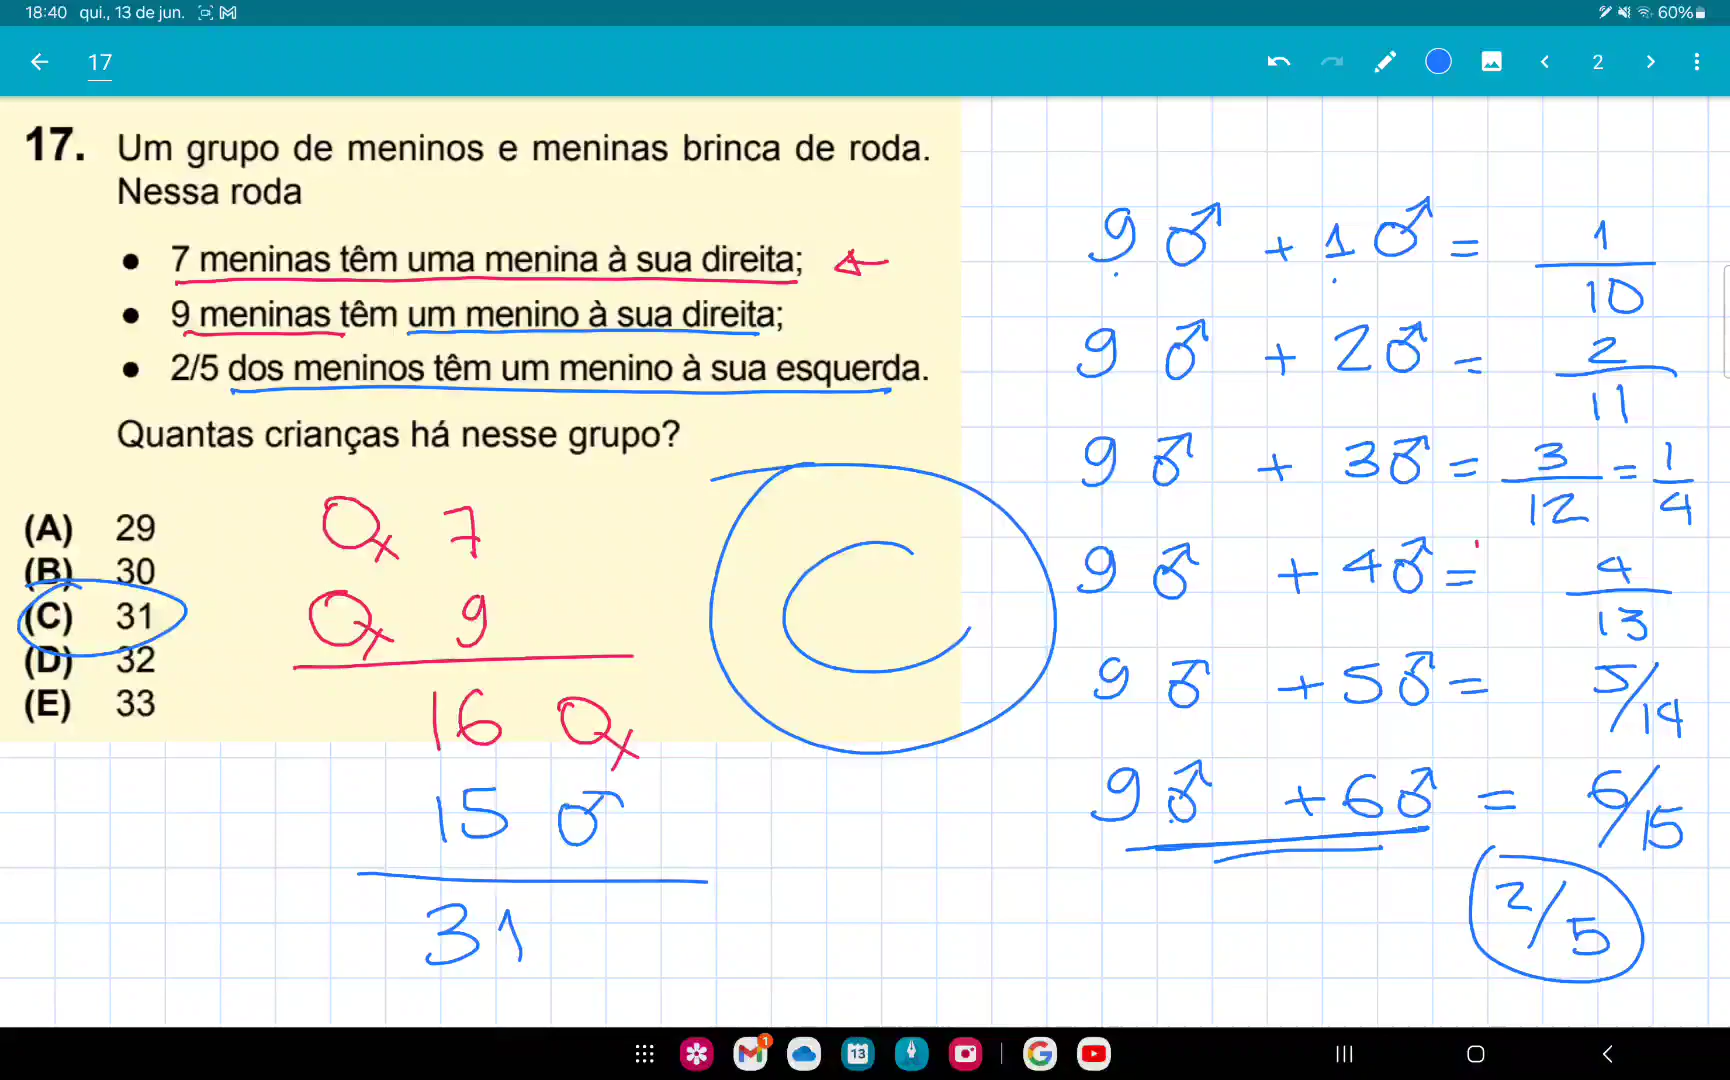 18:40 qui., 13 de jun.
60%
17
2
17. Um grupo de meninos e meninas brinca de roda.
Nessa roda
• 7 meninas têm uma menina à sua direita;
• 9 meninas têm um menino à sua direita;
• 2/5 dos meninos têm um menino à sua esquerda.
Quantas crianças há nesse grupo?
(A) 29
(B) 30
(C) 31
(D) 32
(E) 33
♀ 7
♀ 9
16 ♀
15 ♂
31
9 ♂ + 1 ♂ = 1/10
9 ♂ + 2 ♂ = 2/11
9 ♂ + 3 ♂ = 3/12 = 1/4
9 ♂ + 4 ♂ = 4/13
9 ♂ + 5 ♂ = 5/14
9 ♂ + 6 ♂ = 6/15
2/5
1
13